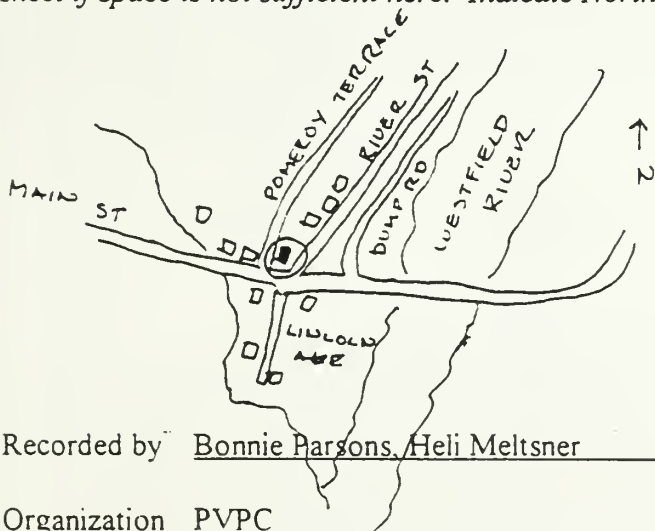 sheet if space is not sufficient here. Indicate North
POMEROY TERRACE
RIVER ST
DUMP RD
WESTFIELD
RIVER
N
MAIN ST
LINCOLN
AVE
Recorded by Bonnie Parsons, Heli Meltsner
Organization PVPC